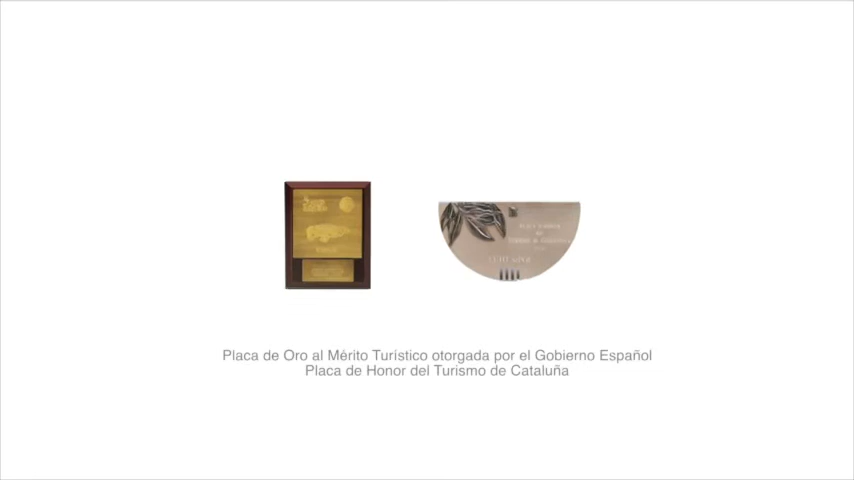 Placa de Oro al Mérito Turístico otorgada por el Gobierno Español
Placa de Honor del Turismo de Cataluña